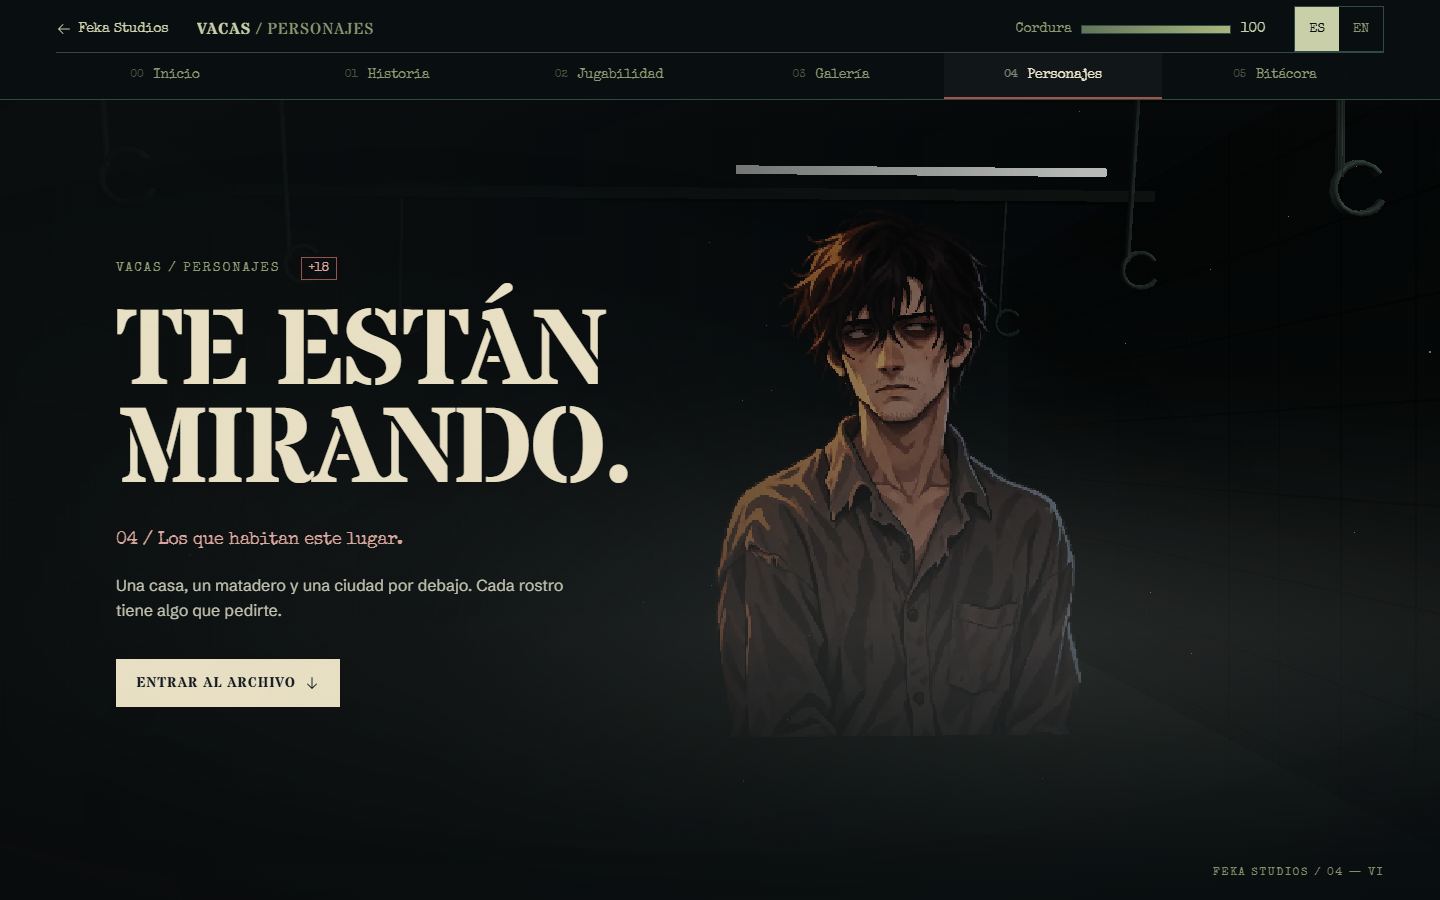 ← Feka Studios
VACAS / PERSONAJES
Cordura 100
ES EN
00 Inicio
01 Historia
02 Jugabilidad
03 Galería
04 Personajes
05 Bitácora
VACAS / PERSONAJES +18
TE ESTÁN
MIRANDO.
04 / Los que habitan este lugar.
Una casa, un matadero y una ciudad por debajo. Cada rostro
tiene algo que pedirte.
ENTRAR AL ARCHIVO ↓
FEKA STUDIOS / 04 — VI